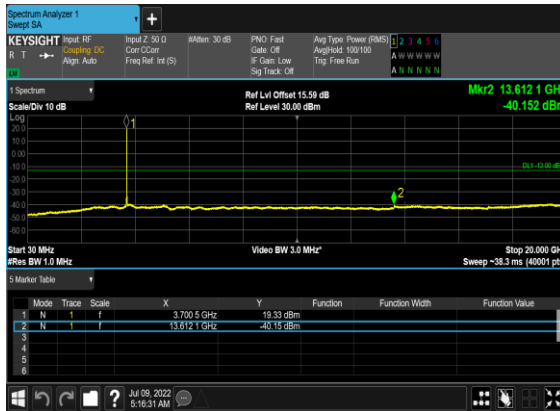 Spectrum Analyzer 1
Swept SA
+
KEYSIGHT Input: RF Input Z: 50 Ω #Atten: 30 dB PNO: Fast Avg Type: Power (RMS) 1 2 3 4 5 6
R T Coupling: DC Corr CCorr Gate: Off Avg|Hold: 100/100 A W W W W W
Align: Auto Freq Ref: Int (S) IF Gain: Low Trig: Free Run
Sig Track: Off A N N N N N
1 Spectrum Ref Lvl Offset 15.59 dB Mkr2 13.612 1 GH
Scale/Div 10 dB Ref Level 30.00 dBm -40.152 dBr
Log
20.0
10.0
0.00
-10.0
-20.0
-30.0
-40.0
-50.0
-60.0
1
DL1 -13.00 dB
2
Start 30 MHz Video BW 3.0 MHz* Stop 20.000 GH
#Res BW 1.0 MHz Sweep ~38.3 ms (40001 pt
5 Marker Table
Mode Trace Scale X Y Function Function Width Function Value
1 N 1 f 3.700 5 GHz 19.33 dBm
2 N 1 f 13.612 1 GHz -40.15 dBm
3
4
5
6
? Jul 09, 2022
5:16:31 AM